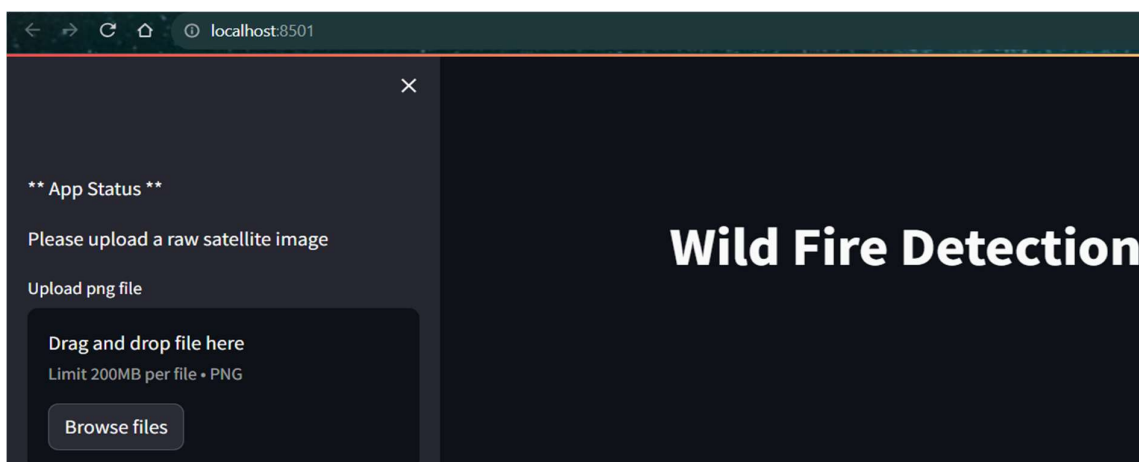 localhost:8501
** App Status **
Please upload a raw satellite image
Upload png file
Drag and drop file here
Limit 200MB per file • PNG
Browse files
Wild Fire Detection